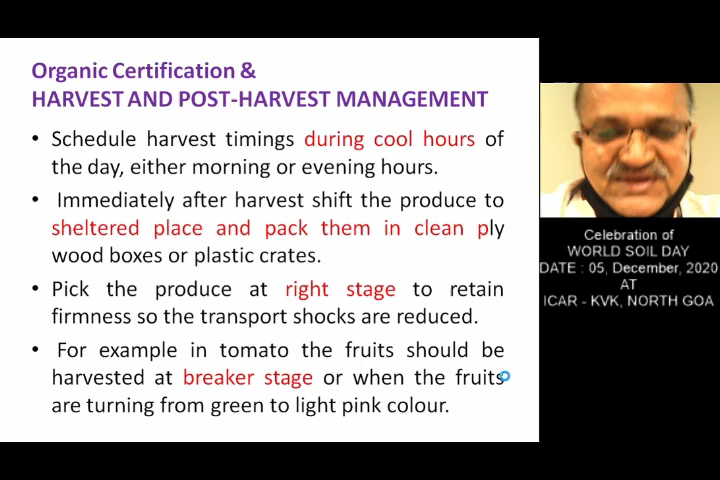 Organic Certification &
HARVEST AND POST-HARVEST MANAGEMENT
• Schedule harvest timings during cool hours of
the day, either morning or evening hours.
• Immediately after harvest shift the produce to
sheltered place and pack them in clean ply
wood boxes or plastic crates.
• Pick the produce at right stage to retain
firmness so the transport shocks are reduced.
• For example in tomato the fruits should be
harvested at breaker stage or when the fruits
are turning from green to light pink colour.
Celebration of
WORLD SOIL DAY
DATE : 05, December, 2020
AT
ICAR - KVK, NORTH GOA